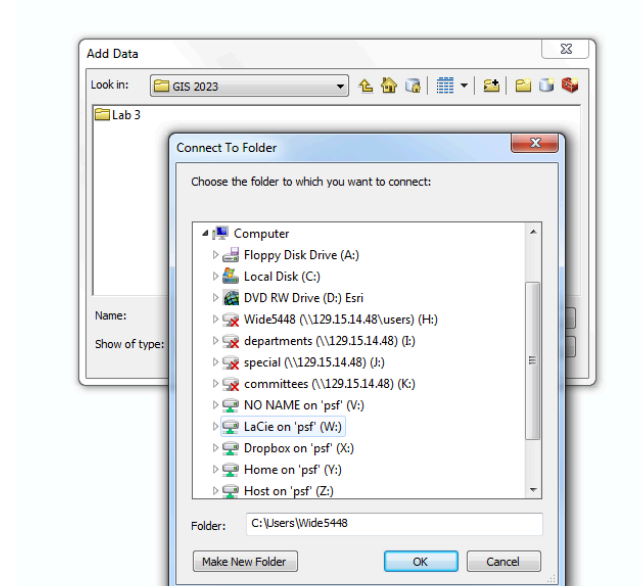 Add Data
Look in: GIS 2023
Lab 3
Connect To Folder
Choose the folder to which you want to connect:
Computer
Floppy Disk Drive (A:)
Local Disk (C:)
DVD RW Drive (D:) Esri
Wide5448 (\\129.15.14.48\users) (H:)
departments (\\129.15.14.48) (I:)
special (\\129.15.14.48) (J:)
committees (\\129.15.14.48) (K:)
NO NAME on 'psf' (V:)
LaCie on 'psf' (W:)
Dropbox on 'psf' (X:)
Home on 'psf' (Y:)
Host on 'psf' (Z:)
Name:
Show of type:
Folder: C:\Users\Wide5448
Make New Folder OK Cancel